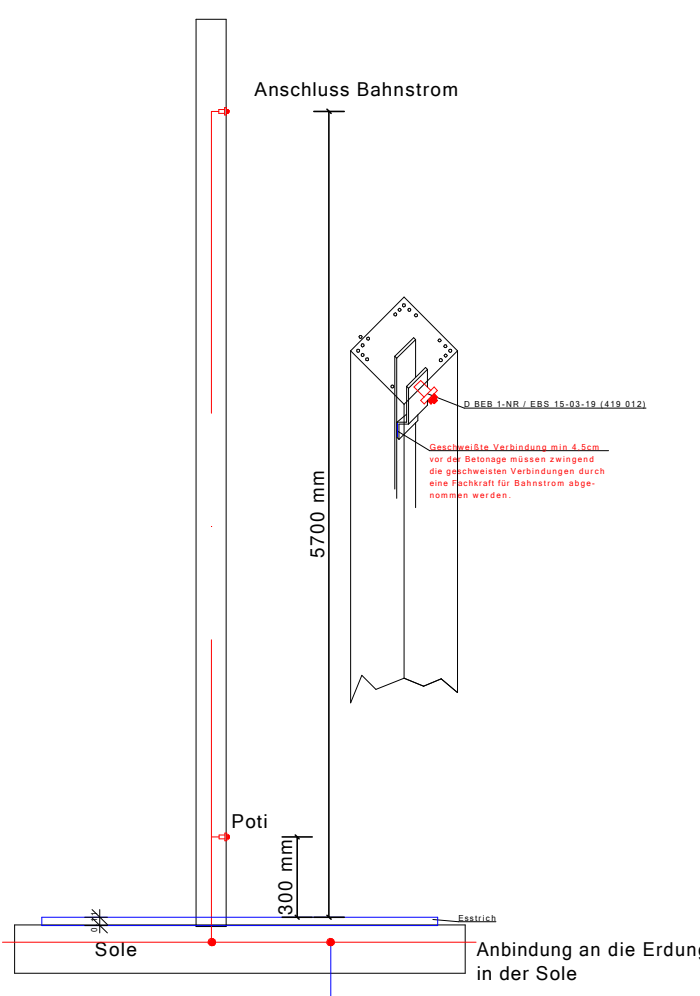 Anschluss Bahnstrom
D BEB 1-NR / EBS 15-03-19 (419 012)
Geschweißte Verbindung min 4.5cm
vor der Betonage müssen zwingend
die geschweisten Verbindungen durch
eine Fachkraft für Bahnstrom abge-
nommen werden.
5700 mm
Poti
300 mm
Esstrich
Sole
Anbindung an die Erdung
in der Sole